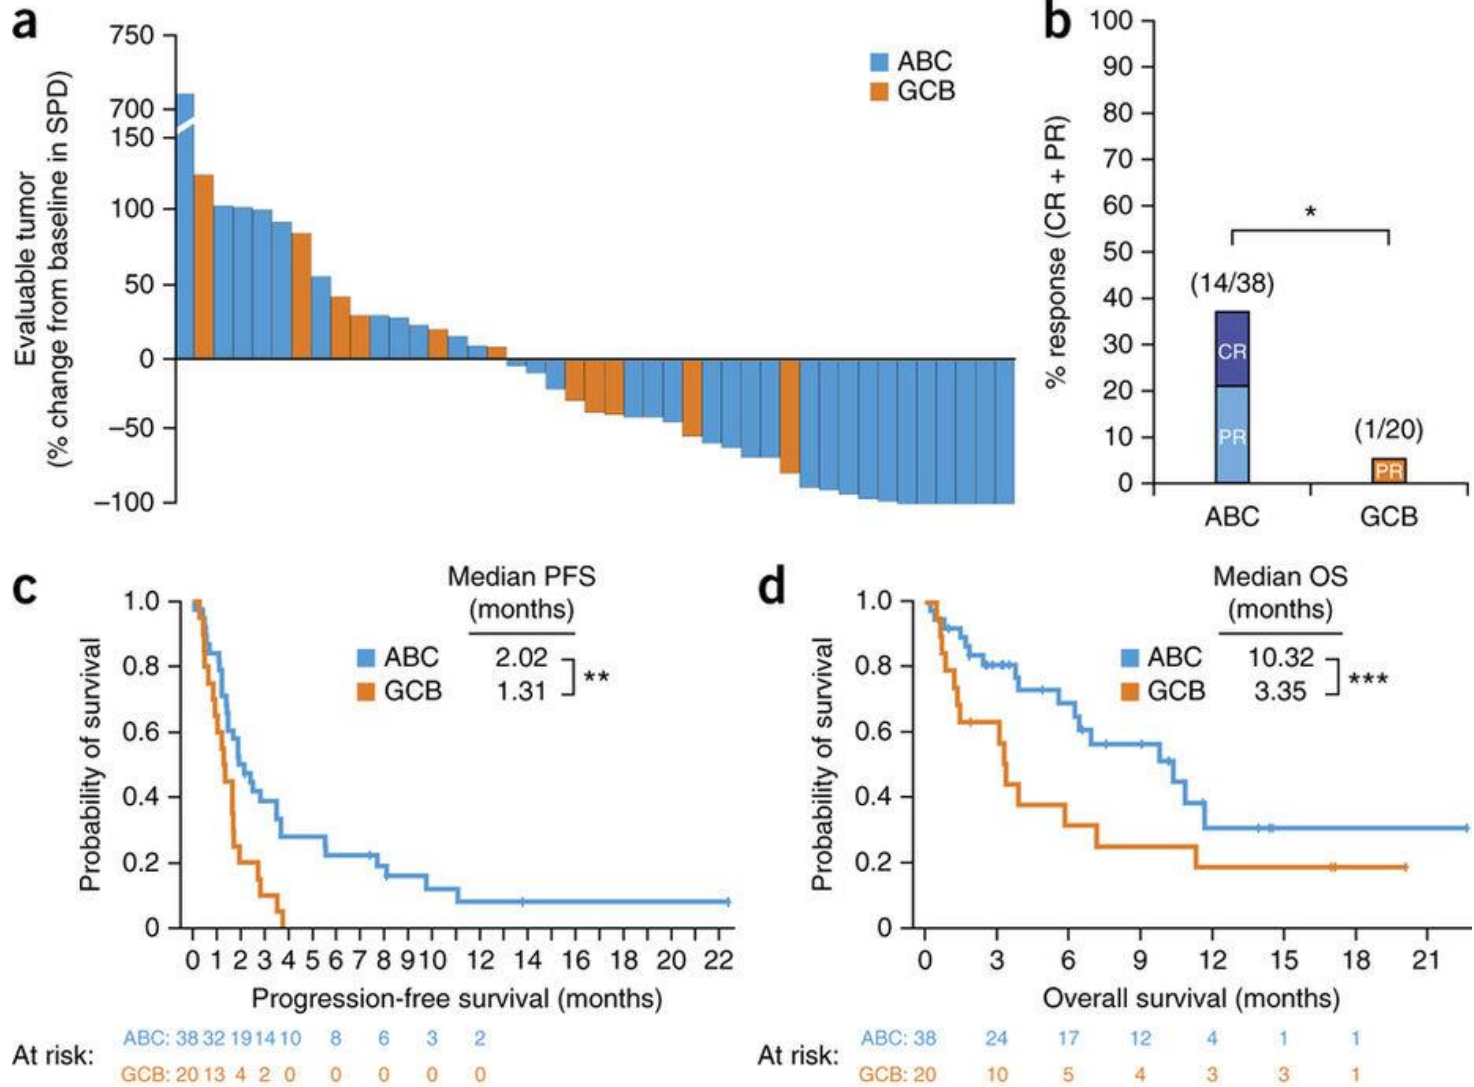 a
Evaluable tumor
(% change from baseline in SPD)
750
700
150
100
50
0
–50
–100
ABC
GCB
b
% response (CR + PR)
100
90
80
70
60
50
40
30
20
10
0
*
(14/38)
CR
PR
(1/20)
PR
ABC
GCB
c
Median PFS
(months)
ABC 2.02
GCB 1.31
**
Probability of survival
1.0
0.8
0.6
0.4
0.2
0
0 1 2 3 4 5 6 7 8 9 10 12 14 16 18 20 22
Progression-free survival (months)
At risk:
ABC: 38 32 19 14 10 8 6 3 2
GCB: 20 13 4 2 0 0 0 0 0
d
Median OS
(months)
ABC 10.32
GCB 3.35
***
Probability of survival
1.0
0.8
0.6
0.4
0.2
0
0 3 6 9 12 15 18 21
Overall survival (months)
At risk:
ABC: 38 24 17 12 4 1 1
GCB: 20 10 5 4 3 3 1